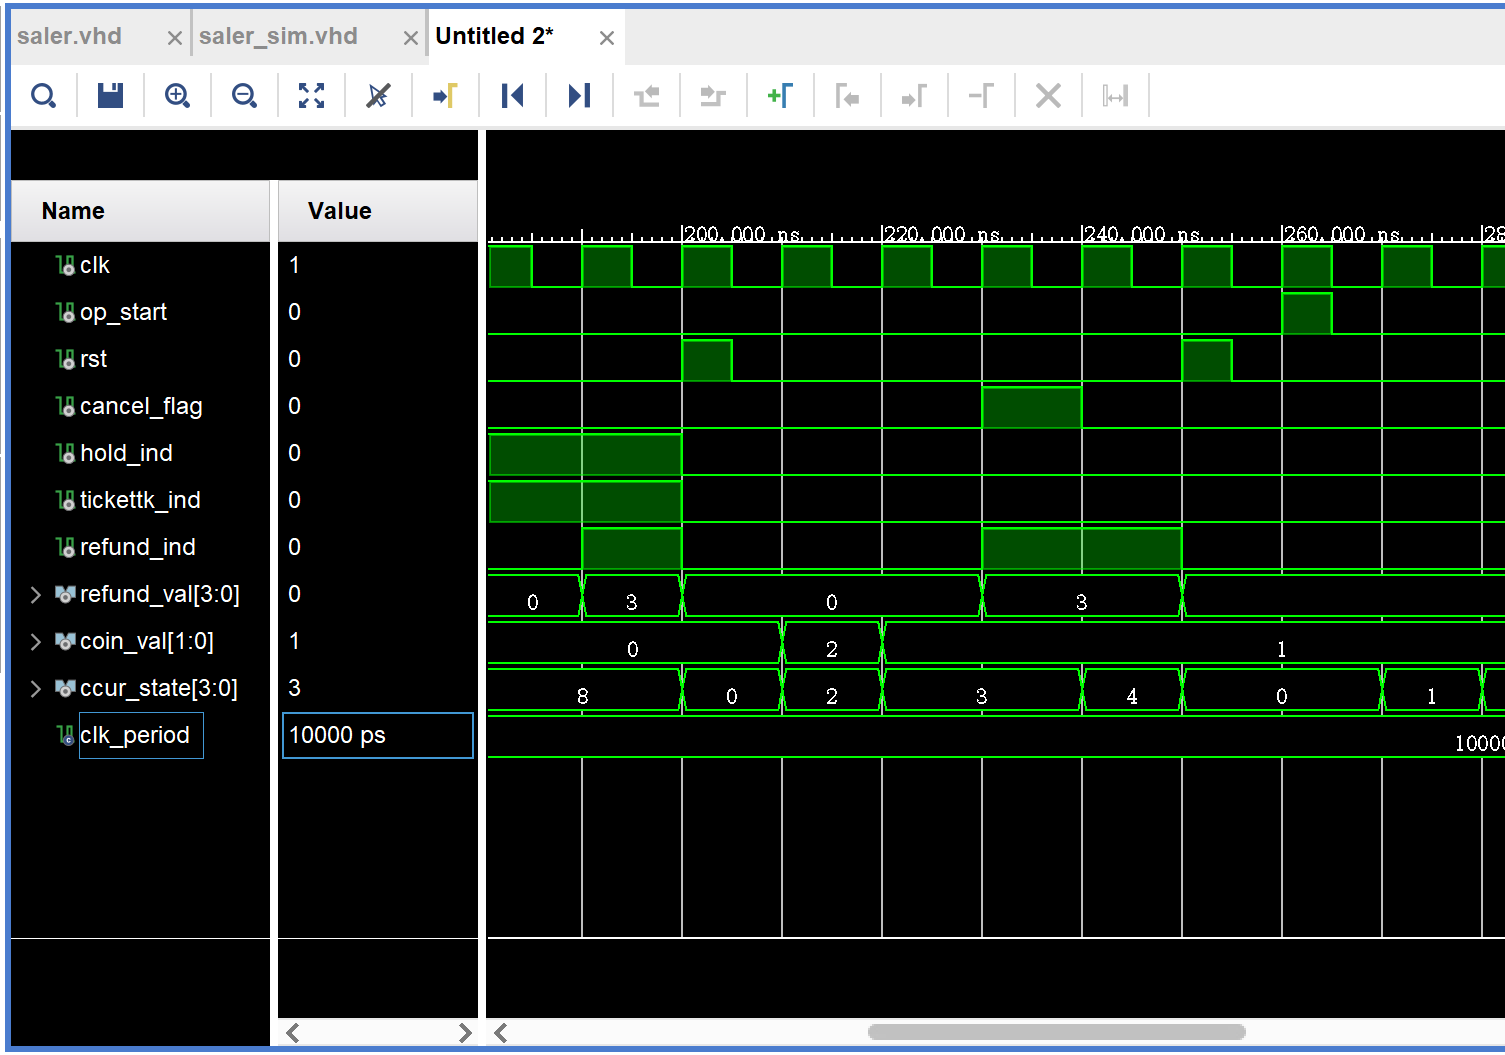 saler.vhd saler_sim.vhd Untitled 2*
Name Value
200.000 ns 220.000 ns 240.000 ns 260.000 ns 28
clk 1
op_start 0
rst 0
cancel_flag 0
hold_ind 0
tickettk_ind 0
refund_ind 0
refund_val[3:0] 0 0 3 0 3
coin_val[1:0] 1 0 2 1
ccur_state[3:0] 3 8 0 2 3 4 0 1
clk_period 10000 ps 10000